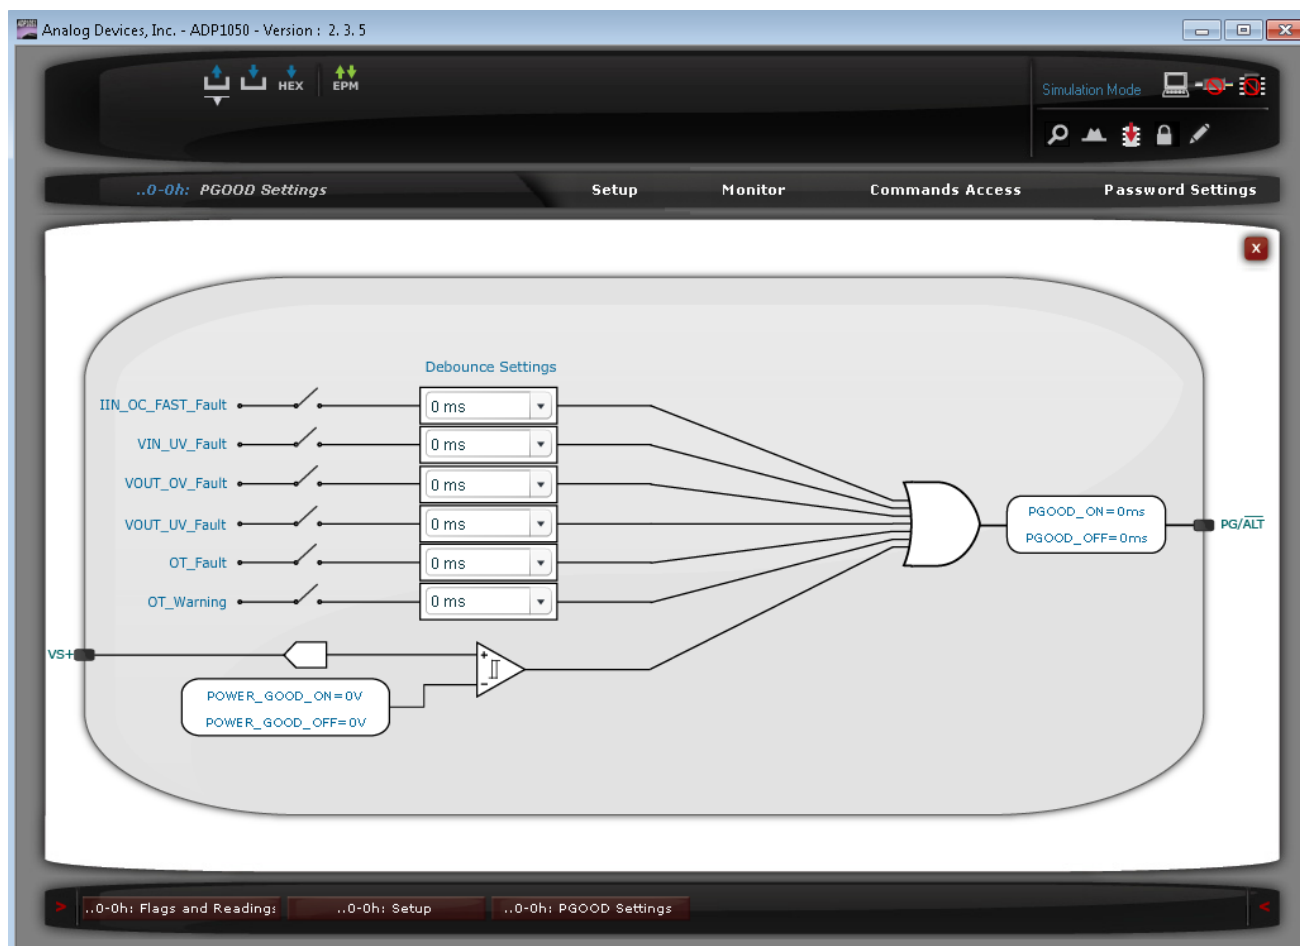 Analog Devices, Inc. - ADP1050 - Version : 2. 3. 5
HEX
EPM
Simulation Mode
..0-0h: PGOOD Settings
Setup
Monitor
Commands Access
Password Settings
Debounce Settings
IIN_OC_FAST_Fault
0 ms
VIN_UV_Fault
0 ms
VOUT_OV_Fault
0 ms
VOUT_UV_Fault
0 ms
OT_Fault
0 ms
OT_Warning
0 ms
PGOOD_ON=0ms
PGOOD_OFF=0ms
PG/ALT
VS+
+
-
POWER_GOOD_ON=0V
POWER_GOOD_OFF=0V
..0-0h: Flags and Readings
..0-0h: Setup
..0-0h: PGOOD Settings